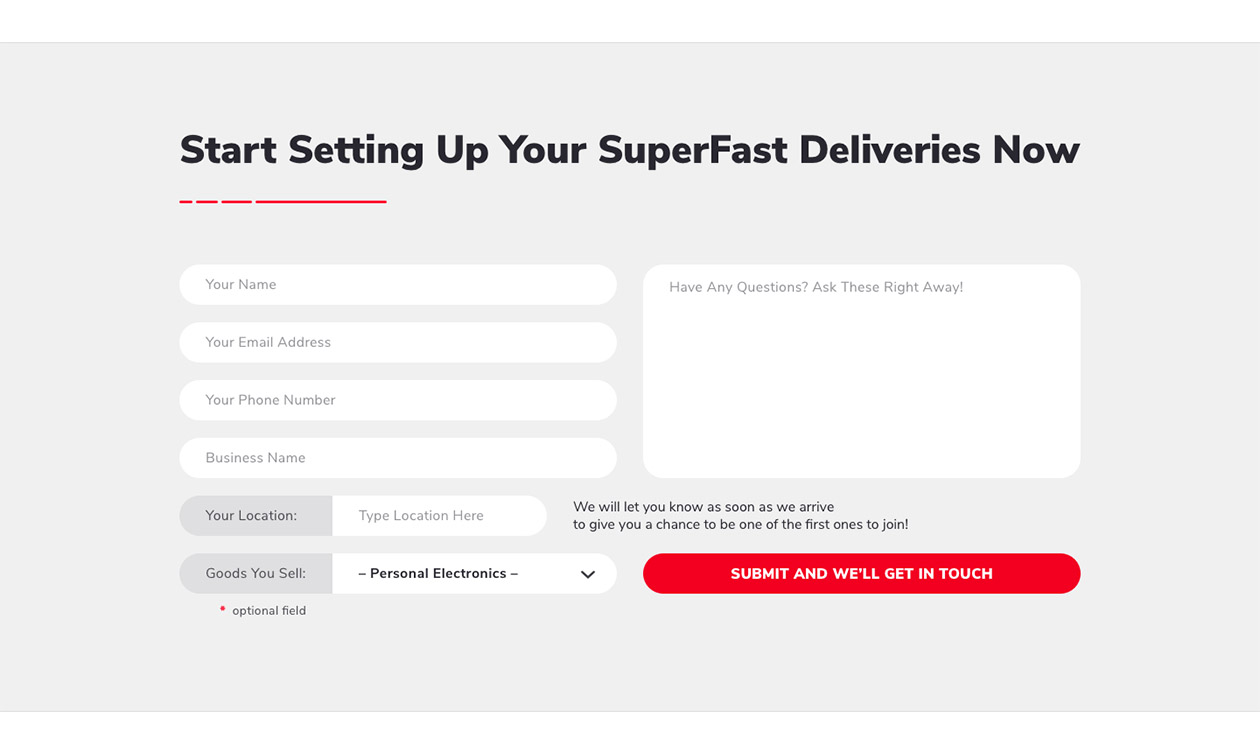 Start Setting Up Your SuperFast Deliveries Now
Your Name
Your Email Address
Your Phone Number
Business Name
Have Any Questions? Ask These Right Away!
Your Location: Type Location Here
We will let you know as soon as we arrive
to give you a chance to be one of the first ones to join!
Goods You Sell: – Personal Electronics –
* optional field
SUBMIT AND WE'LL GET IN TOUCH